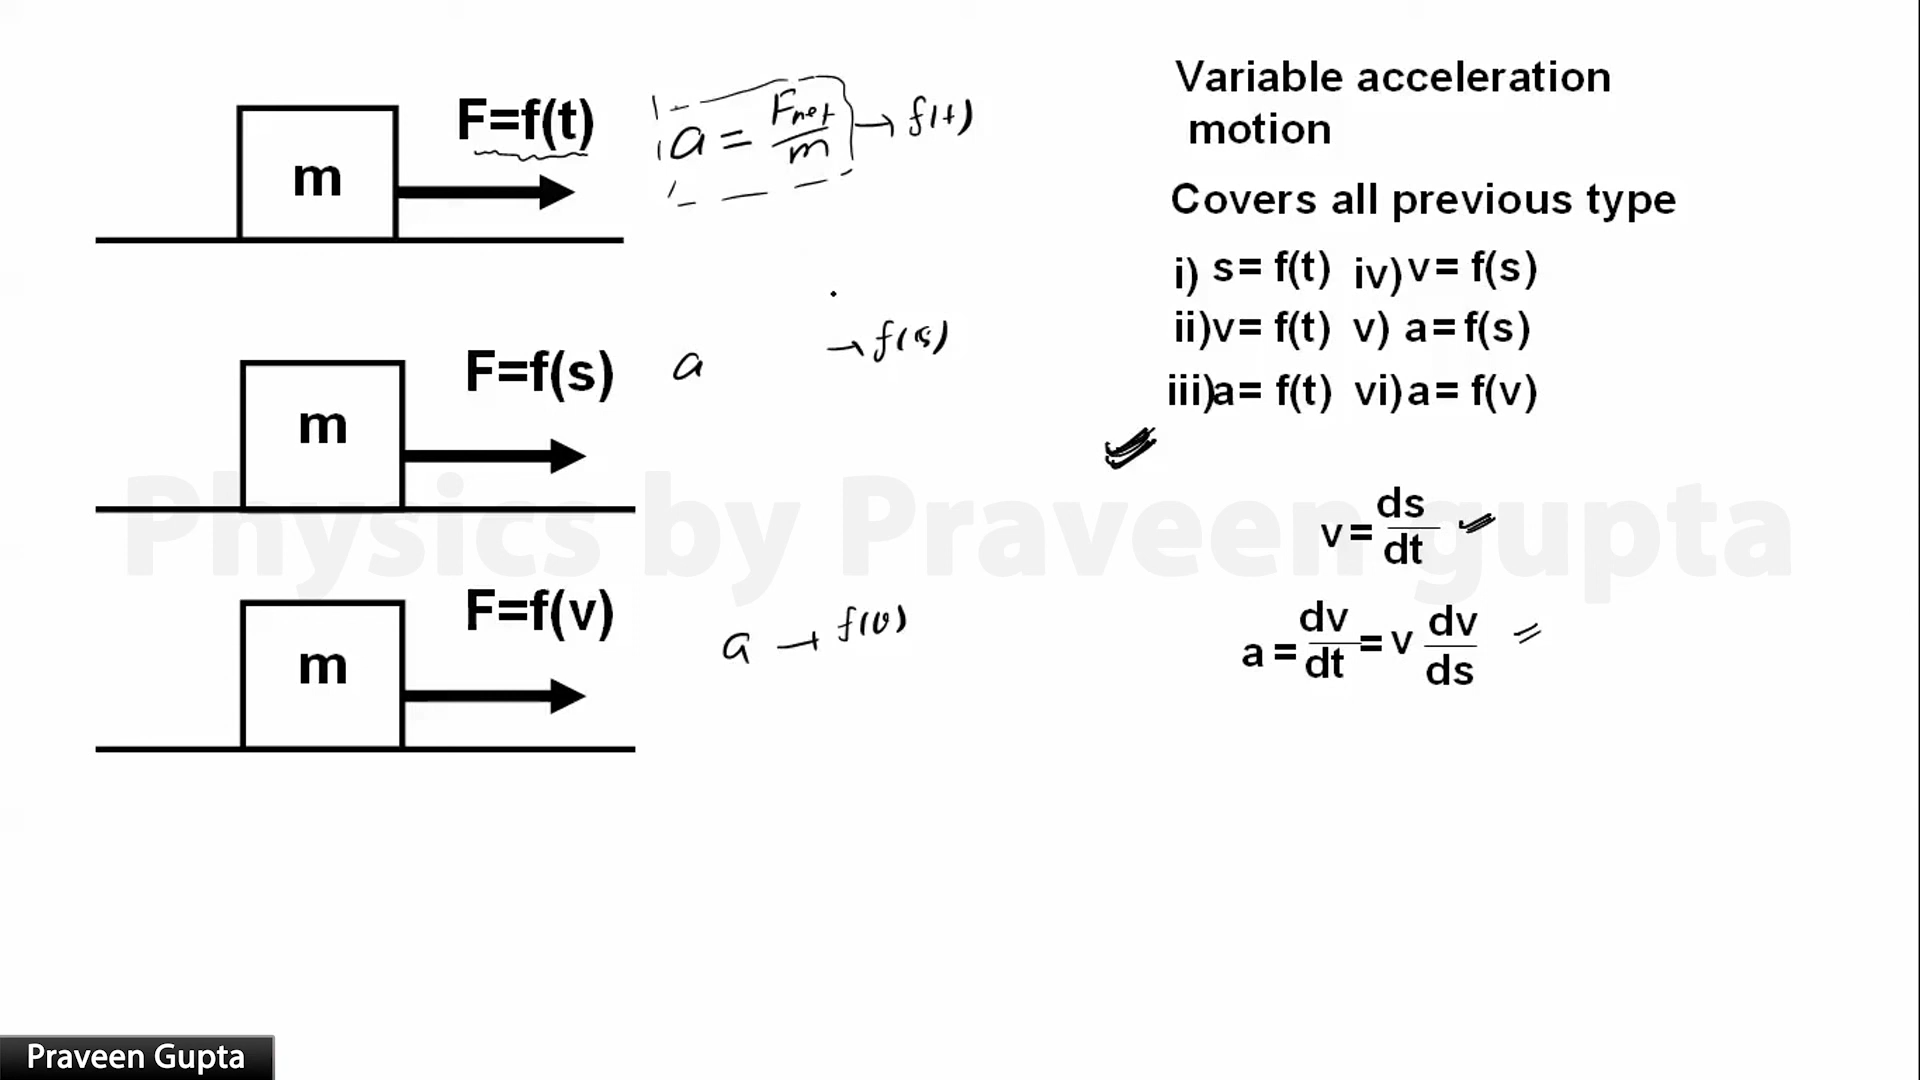 F=f(t)
m
a = Fnet/m → f(t)
F=f(s)
m
a → f(s)
F=f(v)
m
a → f(v)
Variable acceleration
motion
Covers all previous type
i) s= f(t) iv) v= f(s)
ii) v= f(t) v) a=f(s)
iii) a= f(t) vi) a= f(v)
v = ds/dt
a = dv/dt = v dv/ds
Physics by Praveen gupta
Praveen Gupta